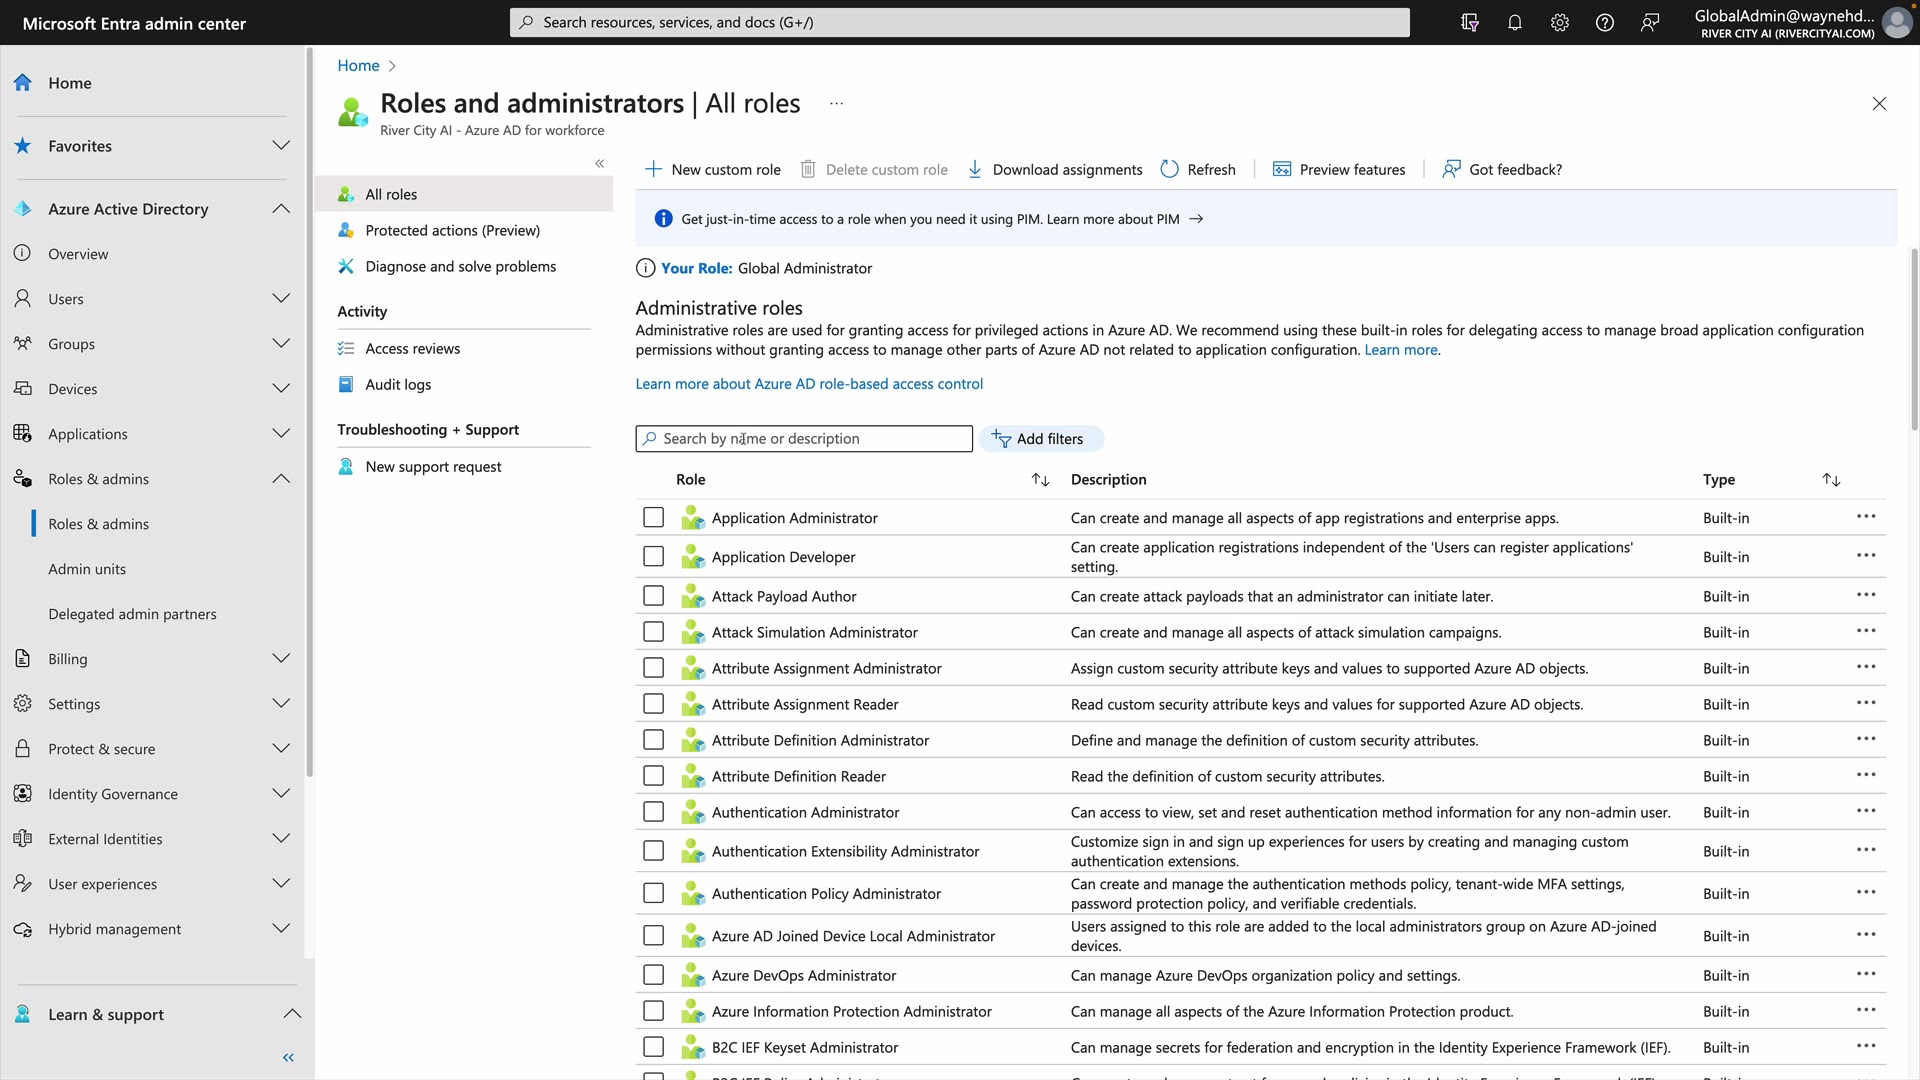 Microsoft Entra admin center
Search resources, services, and docs (G+/)
GlobalAdmin@waynehd...
RIVER CITY AI (RIVERCITYAI.COM)
Home
Favorites
Azure Active Directory
Overview
Users
Groups
Devices
Applications
Roles & admins
Roles & admins
Admin units
Delegated admin partners
Billing
Settings
Protect & secure
Identity Governance
External Identities
User experiences
Hybrid management
Learn & support
Home
Roles and administrators | All roles ...
River City AI - Azure AD for workforce
All roles
Protected actions (Preview)
Diagnose and solve problems
Activity
Access reviews
Audit logs
Troubleshooting + Support
New support request
New custom role Delete custom role Download assignments Refresh Preview features Got feedback?
Get just-in-time access to a role when you need it using PIM. Learn more about PIM →
Your Role: Global Administrator
Administrative roles
Administrative roles are used for granting access for privileged actions in Azure AD. We recommend using these built-in roles for delegating access to manage broad application configuration
permissions without granting access to manage other parts of Azure AD not related to application configuration. Learn more.
Learn more about Azure AD role-based access control
Search by name or description Add filters
Role Description Type
Application Administrator Can create and manage all aspects of app registrations and enterprise apps. Built-in
Application Developer Can create application registrations independent of the 'Users can register applications' Built-in
setting.
Attack Payload Author Can create attack payloads that an administrator can initiate later. Built-in
Attack Simulation Administrator Can create and manage all aspects of attack simulation campaigns. Built-in
Attribute Assignment Administrator Assign custom security attribute keys and values to supported Azure AD objects. Built-in
Attribute Assignment Reader Read custom security attribute keys and values for supported Azure AD objects. Built-in
Attribute Definition Administrator Define and manage the definition of custom security attributes. Built-in
Attribute Definition Reader Read the definition of custom security attributes. Built-in
Authentication Administrator Can access to view, set and reset authentication method information for any non-admin user. Built-in
Authentication Extensibility Administrator Customize sign in and sign up experiences for users by creating and managing custom Built-in
authentication extensions.
Authentication Policy Administrator Can create and manage the authentication methods policy, tenant-wide MFA settings, Built-in
password protection policy, and verifiable credentials.
Azure AD Joined Device Local Administrator Users assigned to this role are added to the local administrators group on Azure AD-joined Built-in
devices.
Azure DevOps Administrator Can manage Azure DevOps organization policy and settings. Built-in
Azure Information Protection Administrator Can manage all aspects of the Azure Information Protection product. Built-in
B2C IEF Keyset Administrator Can manage secrets for federation and encryption in the Identity Experience Framework (IEF). Built-in